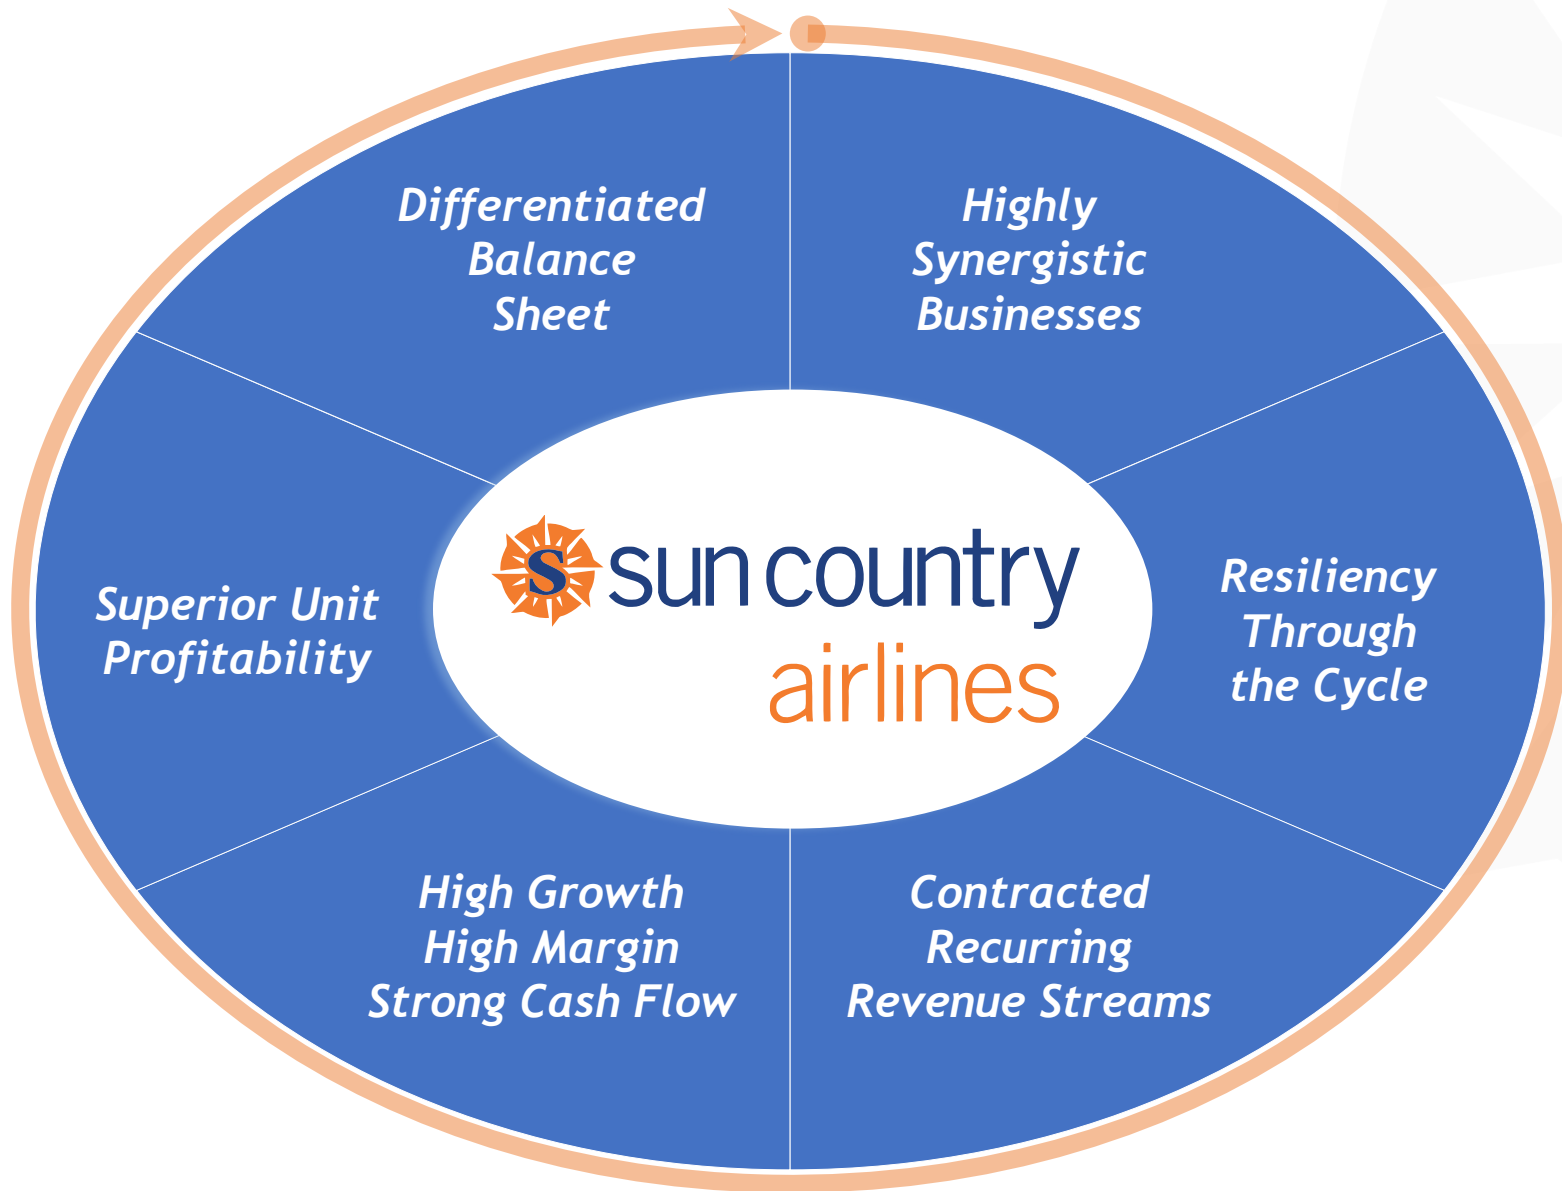 Differentiated
Balance
Sheet
Highly
Synergistic
Businesses
Superior Unit
Profitability
s sun country
airlines
Resiliency
Through
the Cycle
High Growth
High Margin
Strong Cash Flow
Contracted
Recurring
Revenue Streams